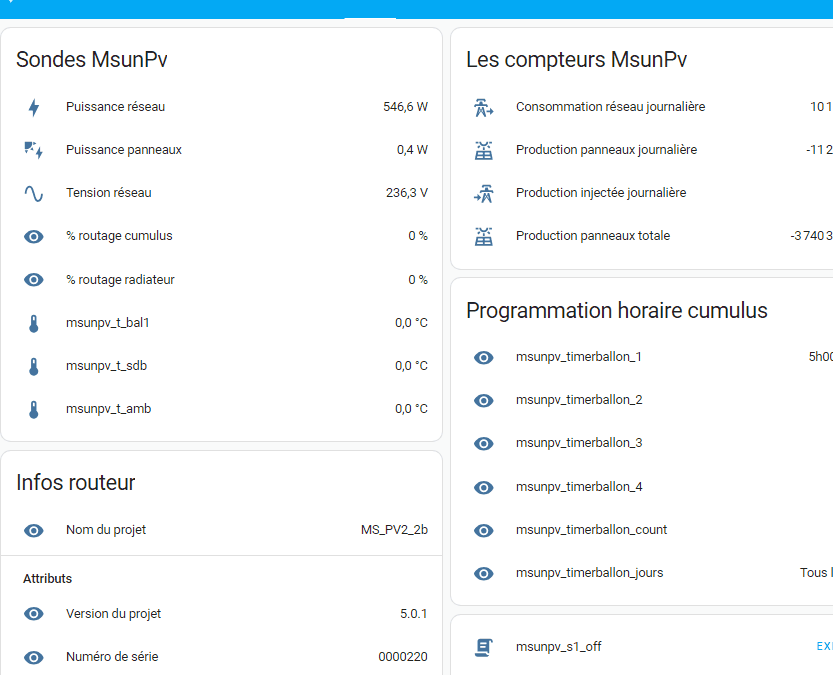 Sondes MsunPv
Puissance réseau 546,6 W
Puissance panneaux 0,4 W
Tension réseau 236,3 V
% routage cumulus 0 %
% routage radiateur 0 %
msunpv_t_bal1 0,0 °C
msunpv_t_sdb 0,0 °C
msunpv_t_amb 0,0 °C
Infos routeur
Nom du projet MS_PV2_2b
Attributs
Version du projet 5.0.1
Numéro de série 0000220
Les compteurs MsunPv
Consommation réseau journalière 10 1
Production panneaux journalière -11 2
Production injectée journalière
Production panneaux totale -3 740 3
Programmation horaire cumulus
msunpv_timerballon_1 5h00
msunpv_timerballon_2
msunpv_timerballon_3
msunpv_timerballon_4
msunpv_timerballon_count
msunpv_timerballon_jours Tous l
msunpv_s1_off EX